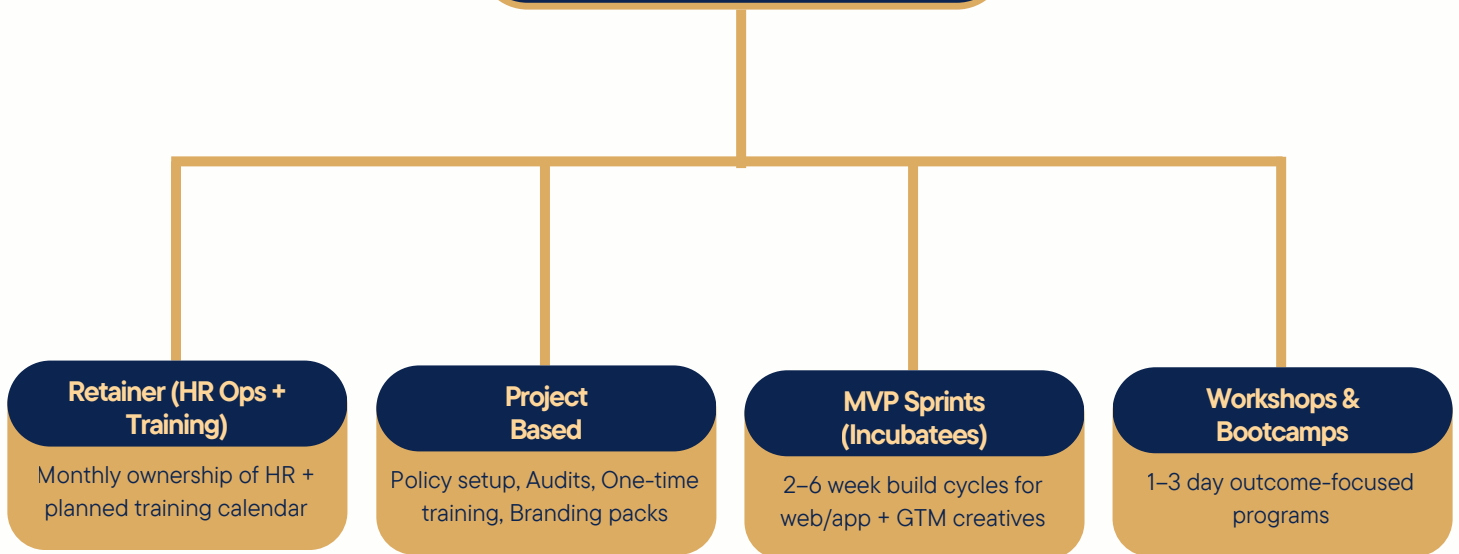 Retainer (HR Ops +
Training)
Monthly ownership of HR +
planned training calendar
Project
Based
Policy setup, Audits, One-time
training, Branding packs
MVP Sprints
(Incubatees)
2–6 week build cycles for
web/app + GTM creatives
Workshops &
Bootcamps
1–3 day outcome-focused
programs